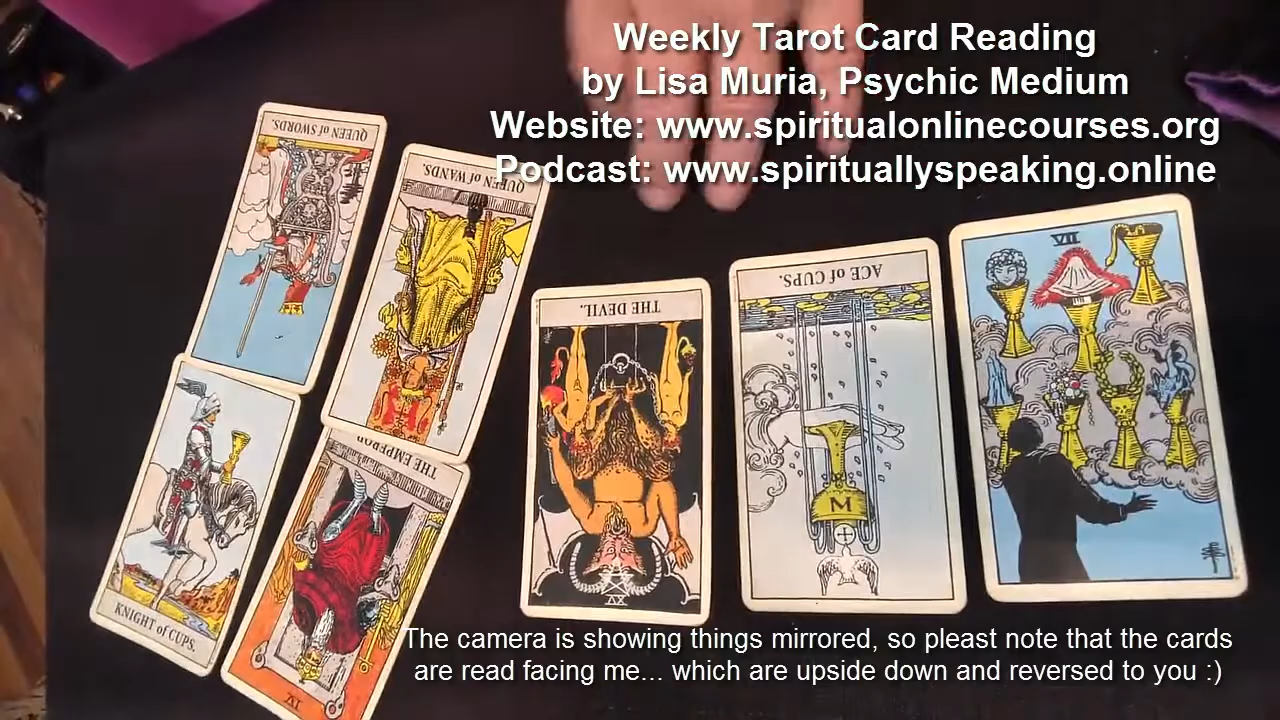 Weekly Tarot Card Reading
by Lisa Muria, Psychic Medium
Website: www.spiritualonlinecourses.org
Podcast: www.spirituallyspeaking.online
QUEEN of SWORDS.
QUEEN of WANDS.
THE DEVIL.
ACE of CUPS.
VII
M
KNIGHT of CUPS.
THE EMPEROR.
XV
IV
The camera is showing things mirrored, so pleast note that the cards
are read facing me... which are upside down and reversed to you :)